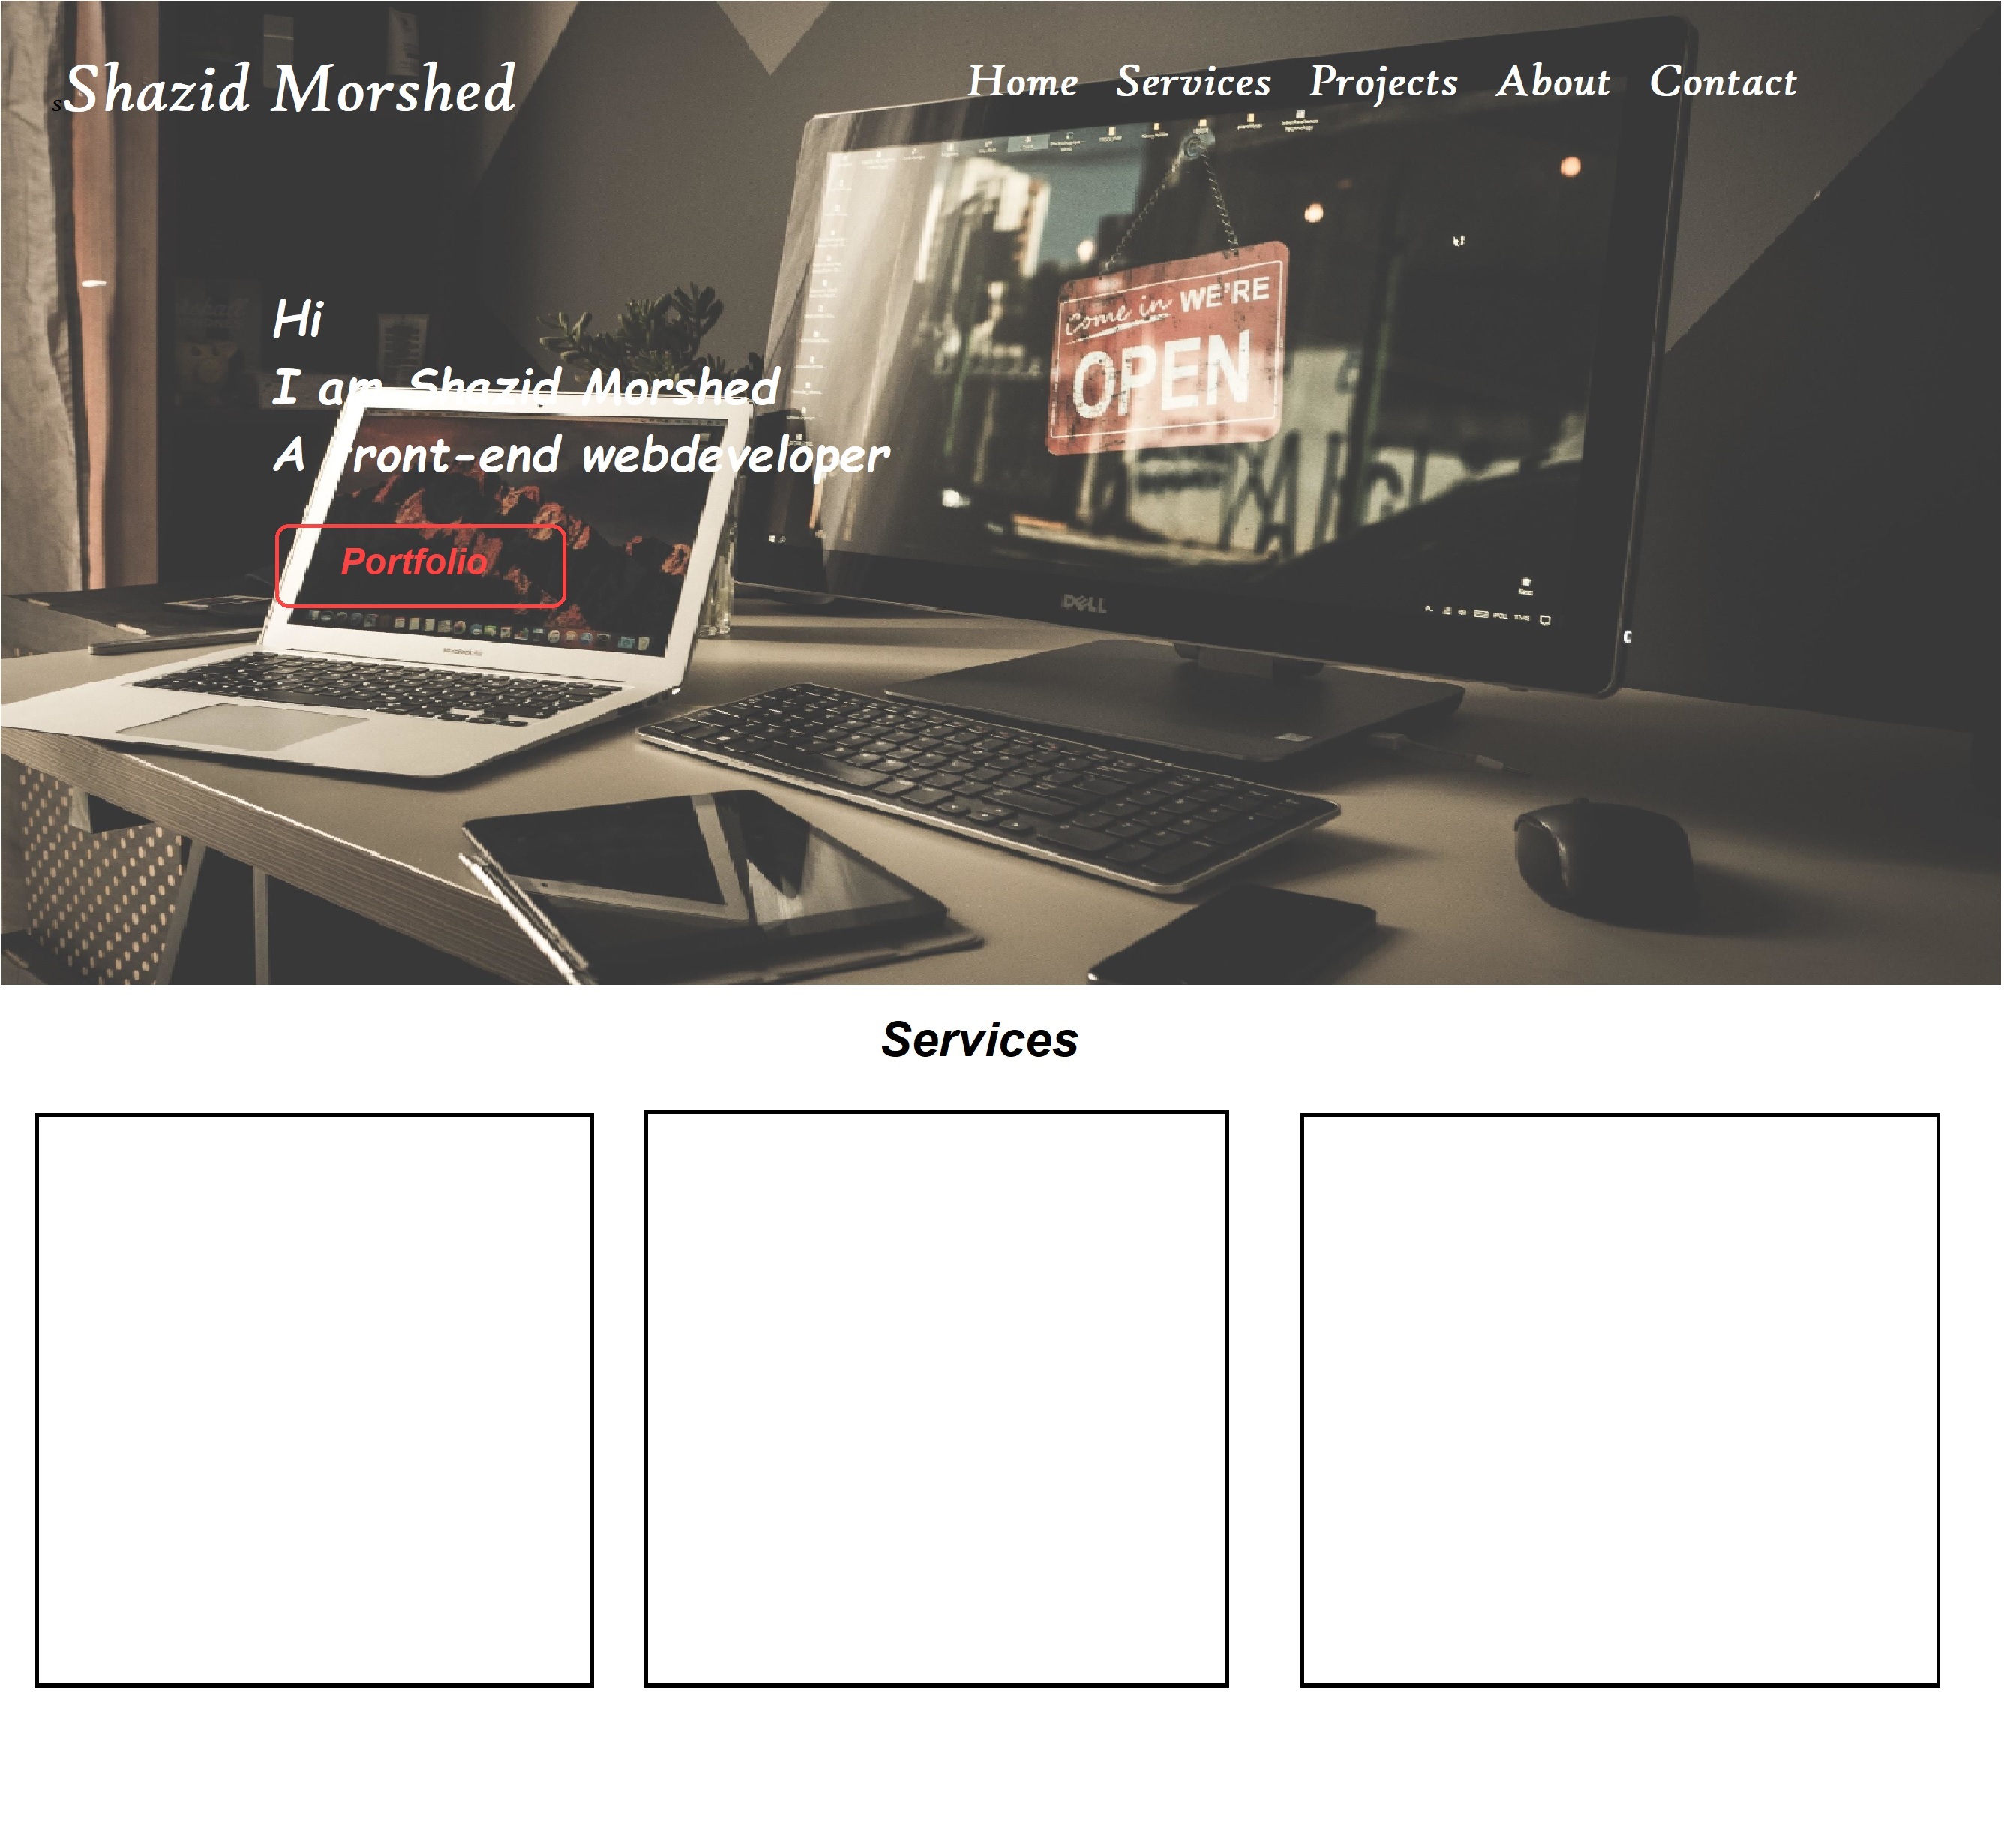 sShazid Morshed
Home Services Projects About Contact
Hi
I am Shazid Morshed
A front-end webdeveloper
Portfolio
Come in WE'RE
OPEN
DELL
Services